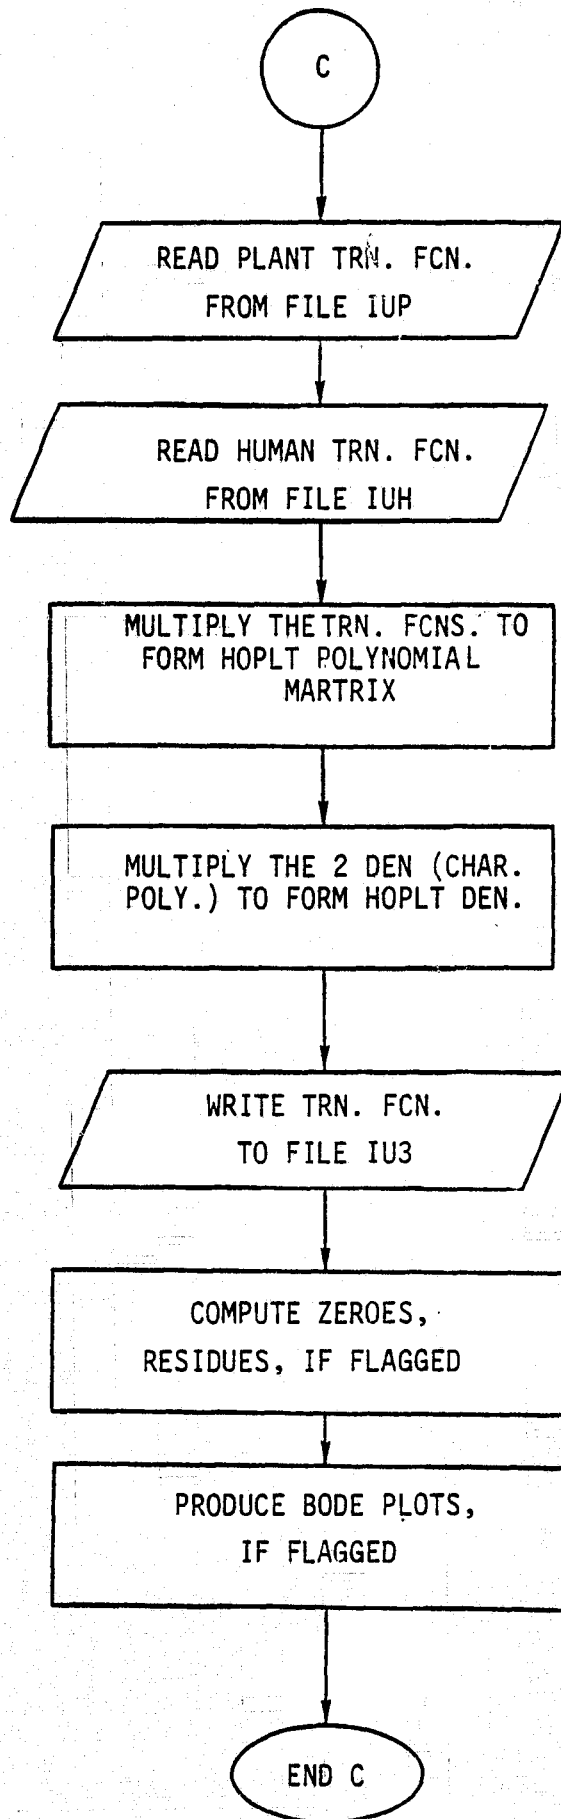 C
READ PLANT TRN. FCN.
FROM FILE IUP
READ HUMAN TRN. FCN.
FROM FILE IUH
MULTIPLY THETRN. FCNS. TO
FORM HOPLT POLYNOMIAL
MARTRIX
MULTIPLY THE 2 DEN (CHAR.
POLY.) TO FORM HOPLT DEN.
WRITE TRN. FCN.
TO FILE IU3
COMPUTE ZEROES,
RESIDUES, IF FLAGGED
PRODUCE BODE PLOTS,
IF FLAGGED
END C